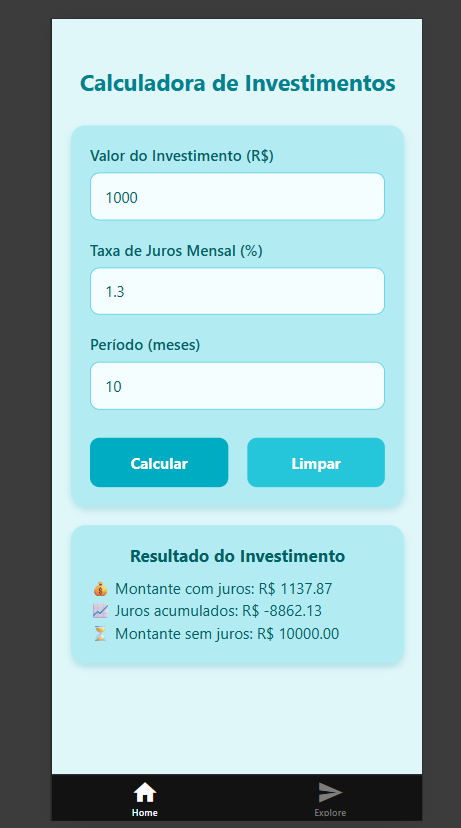 Calculadora de Investimentos
Valor do Investimento (R$)
1000
Taxa de Juros Mensal (%)
1.3
Período (meses)
10
Calcular Limpar
Resultado do Investimento
💰 Montante com juros: R$ 1137.87
📈 Juros acumulados: R$ -8862.13
⏳ Montante sem juros: R$ 10000.00
Home Explore